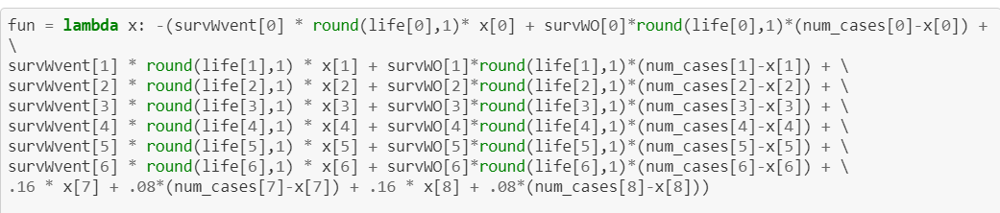 fun = lambda x: -(survWvent[0] * round(life[0],1)* x[0] + survWO[0]*round(life[0],1)*(num_cases[0]-x[0]) +
\
survWvent[1] * round(life[1],1) * x[1] + survWO[1]*round(life[1],1)*(num_cases[1]-x[1]) + \
survWvent[2] * round(life[2],1) * x[2] + survWO[2]*round(life[2],1)*(num_cases[2]-x[2]) + \
survWvent[3] * round(life[3],1) * x[3] + survWO[3]*round(life[3],1)*(num_cases[3]-x[3]) + \
survWvent[4] * round(life[4],1) * x[4] + survWO[4]*round(life[4],1)*(num_cases[4]-x[4]) + \
survWvent[5] * round(life[5],1) * x[5] + survWO[5]*round(life[5],1)*(num_cases[5]-x[5]) + \
survWvent[6] * round(life[6],1) * x[6] + survWO[6]*round(life[6],1)*(num_cases[6]-x[6]) + \
.16 * x[7] + .08*(num_cases[7]-x[7]) + .16 * x[8] + .08*(num_cases[8]-x[8]))